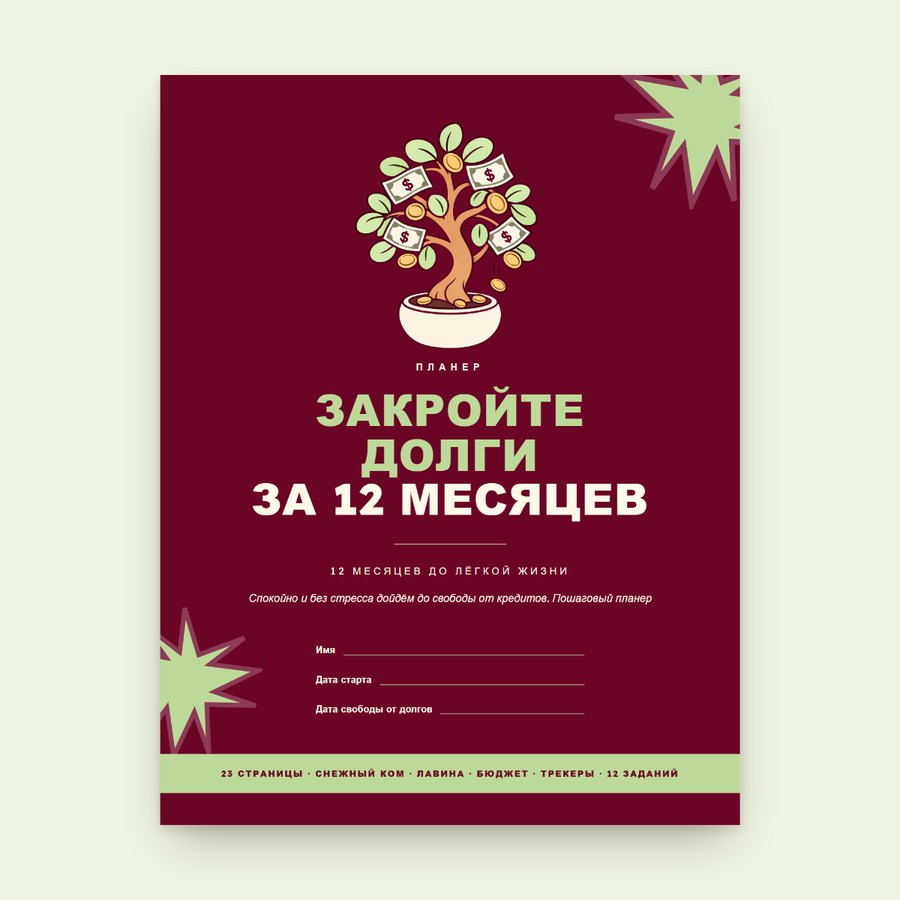 $ $
$ $
ПЛАНЕР
ЗАКРОЙТЕ
ДОЛГИ
ЗА 12 МЕСЯЦЕВ
12 МЕСЯЦЕВ ДО ЛЁГКОЙ ЖИЗНИ
Спокойно и без стресса дойдём до свободы от кредитов. Пошаговый планер
Имя
Дата старта
Дата свободы от долгов
23 СТРАНИЦЫ · СНЕЖНЫЙ КОМ · ЛАВИНА · БЮДЖЕТ · ТРЕКЕРЫ · 12 ЗАДАНИЙ